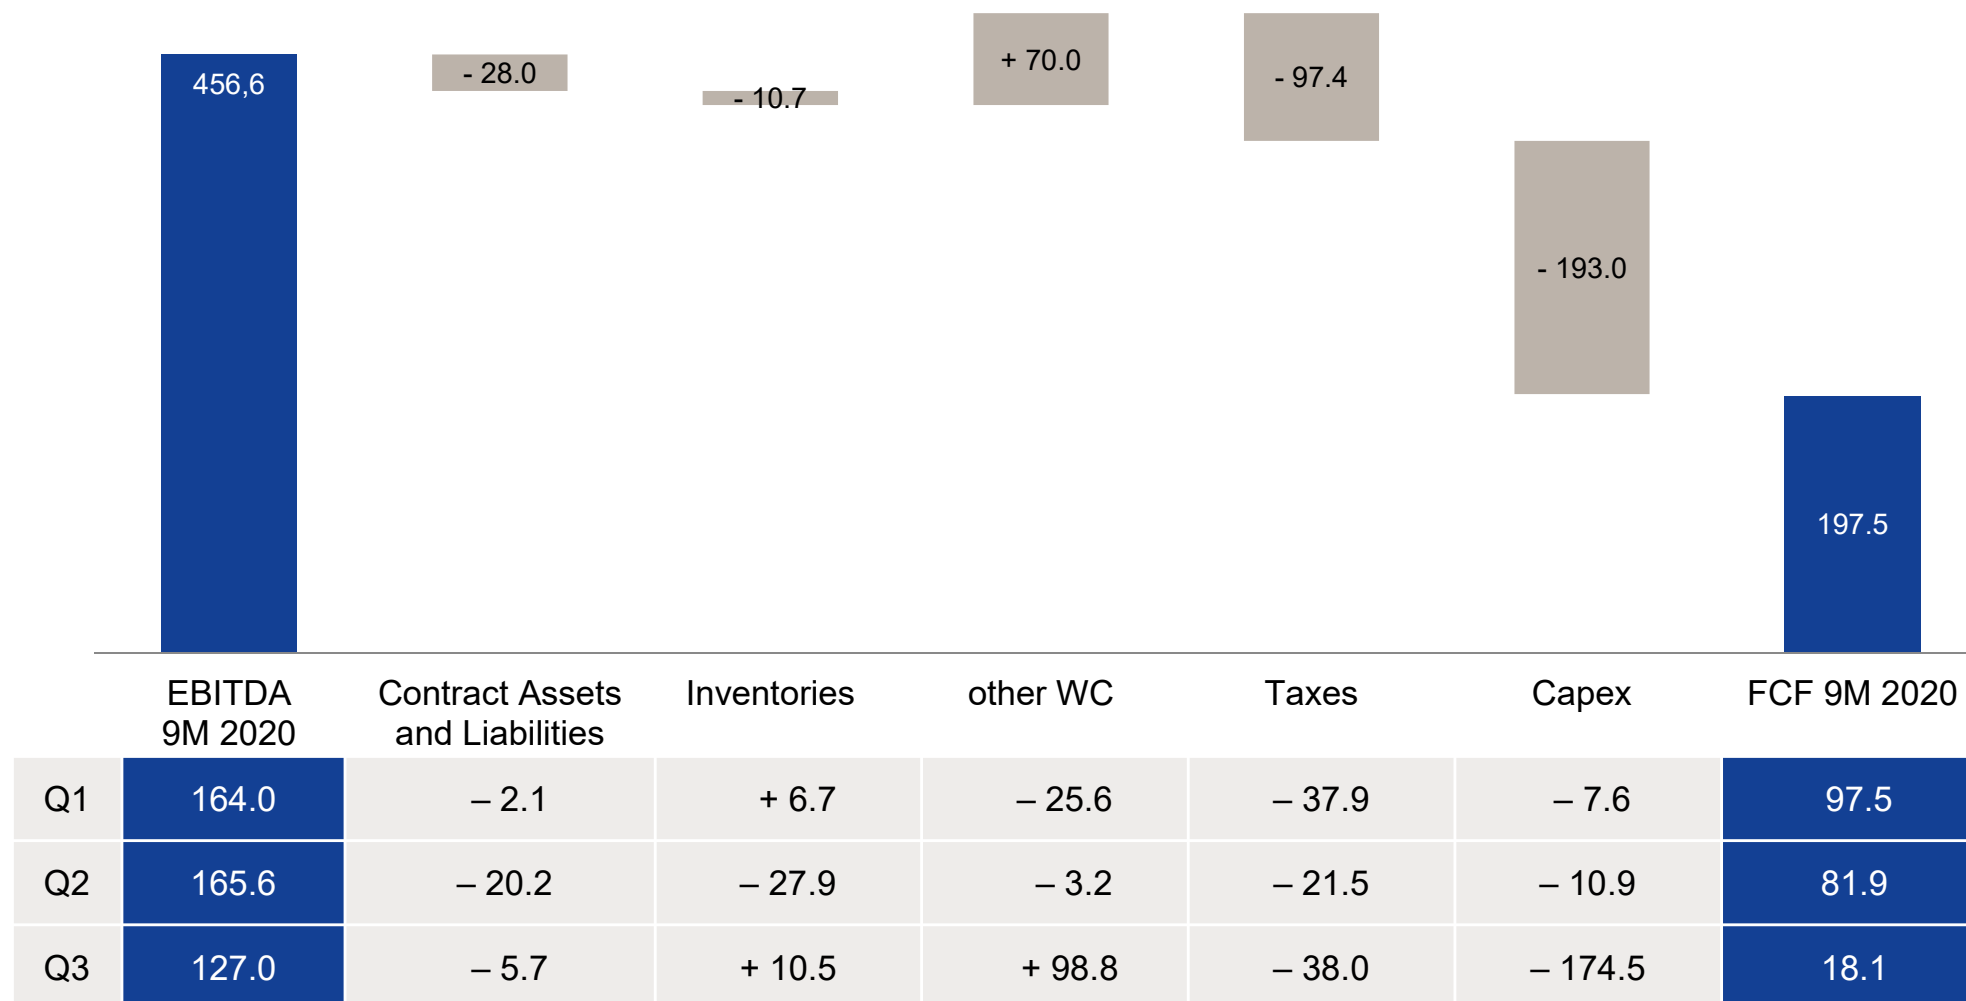 456,6
- 28.0
- 10.7
+ 70.0
- 97.4
- 193.0
197.5
EBITDA
9M 2020
Contract Assets
and Liabilities
Inventories
other WC
Taxes
Capex
FCF 9M 2020
Q1 164.0 – 2.1 + 6.7 – 25.6 – 37.9 – 7.6 97.5
Q2 165.6 – 20.2 – 27.9 – 3.2 – 21.5 – 10.9 81.9
Q3 127.0 – 5.7 + 10.5 + 98.8 – 38.0 – 174.5 18.1